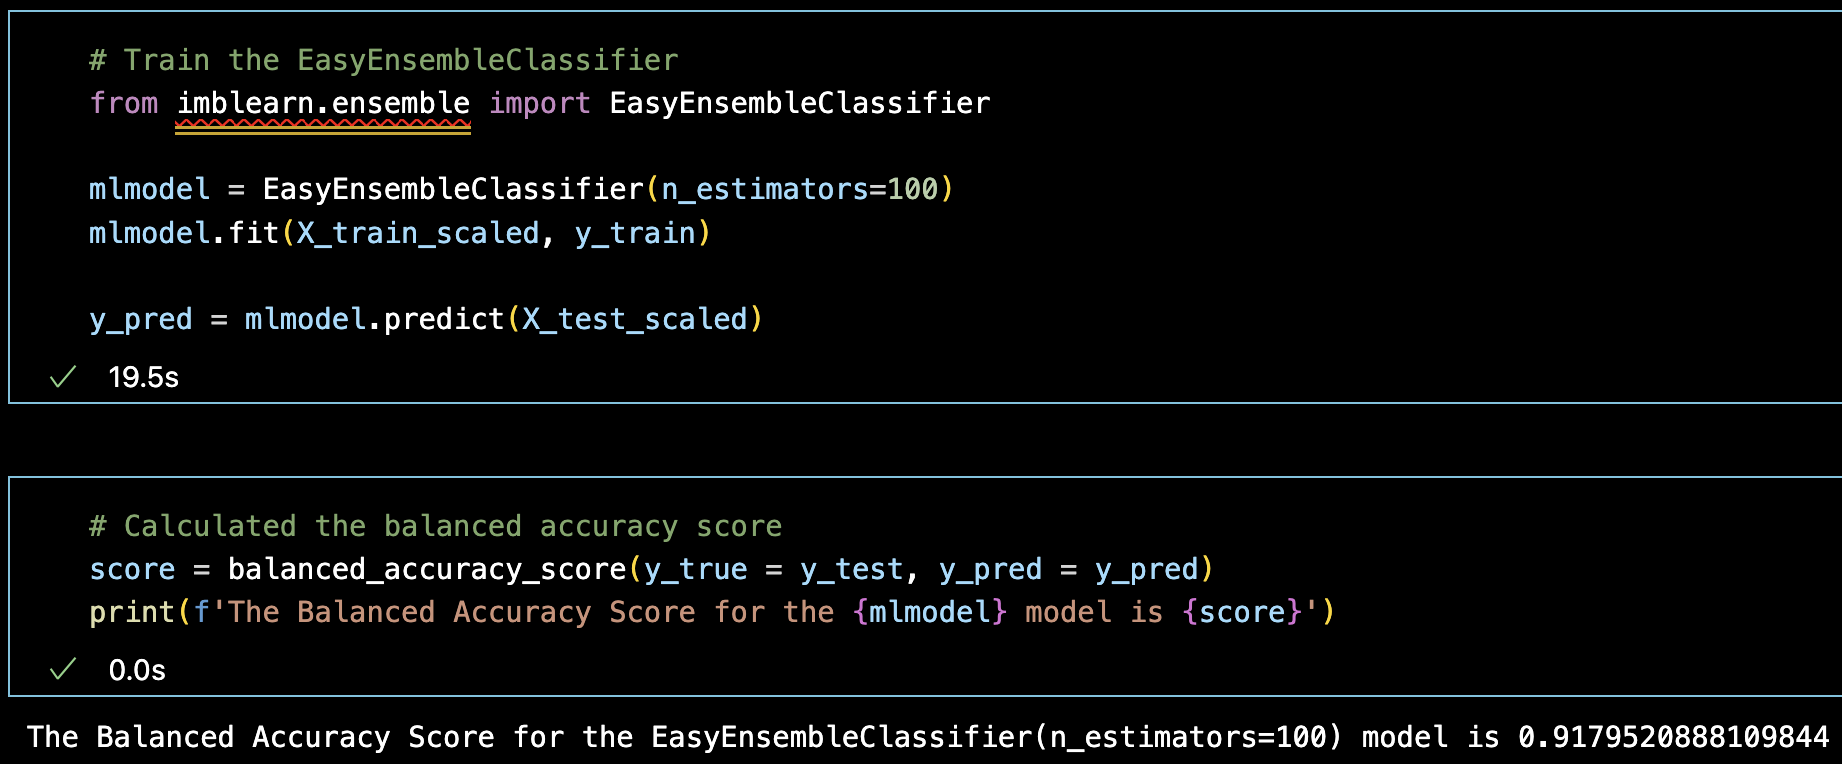 # Train the EasyEnsembleClassifier
from imblearn.ensemble import EasyEnsembleClassifier
mlmodel = EasyEnsembleClassifier(n_estimators=100)
mlmodel.fit(X_train_scaled, y_train)
y_pred = mlmodel.predict(X_test_scaled)
19.5s
# Calculated the balanced accuracy score
score = balanced_accuracy_score(y_true = y_test, y_pred = y_pred)
print(f'The Balanced Accuracy Score for the {mlmodel} model is {score}')
0.0s
The Balanced Accuracy Score for the EasyEnsembleClassifier(n_estimators=100) model is 0.9179520888109844